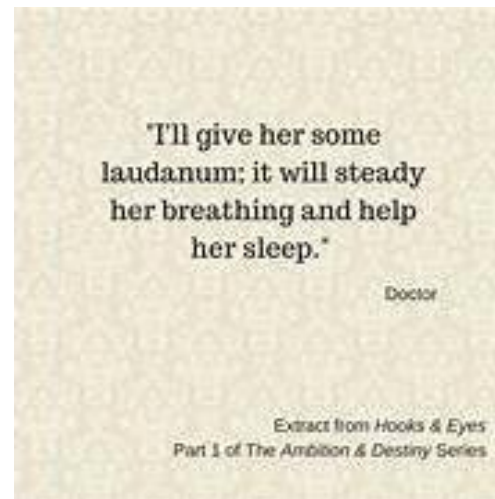 "I'll give her some
laudanum; it will steady
her breathing and help
her sleep."
Doctor
Extract from Hooks & Eyes
Part 1 of The Ambition & Destiny Series